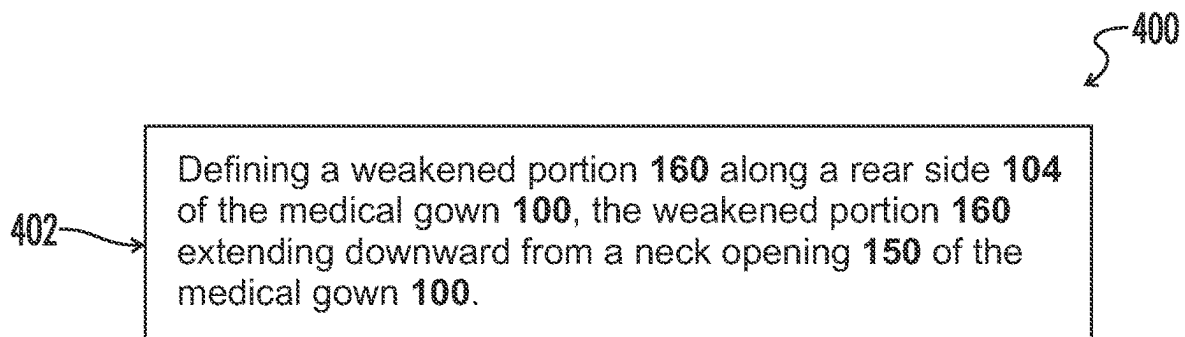 400
Defining a weakened portion 160 along a rear side 104
of the medical gown 100, the weakened portion 160
402
extending downward from a neck opening 150 of the
medical gown 100.